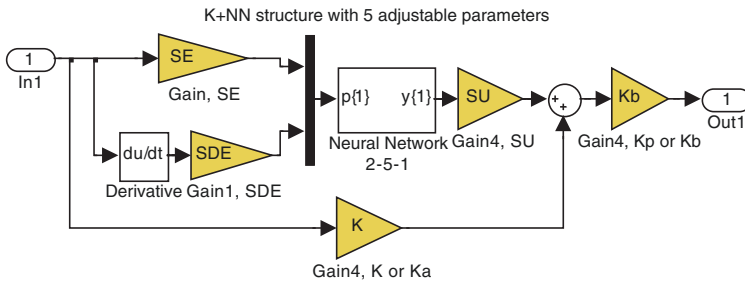 K+NN structure with 5 adjustable parameters
1
In1
SE
Gain, SE
du/dt
Derivative
SDE
Gain1, SDE
p{1}
y{1}
Neural Network
2-5-1
SU
Gain4, SU
+
+
Kb
Gain4, Kp or Kb
1
Out1
K
Gain4, K or Ka